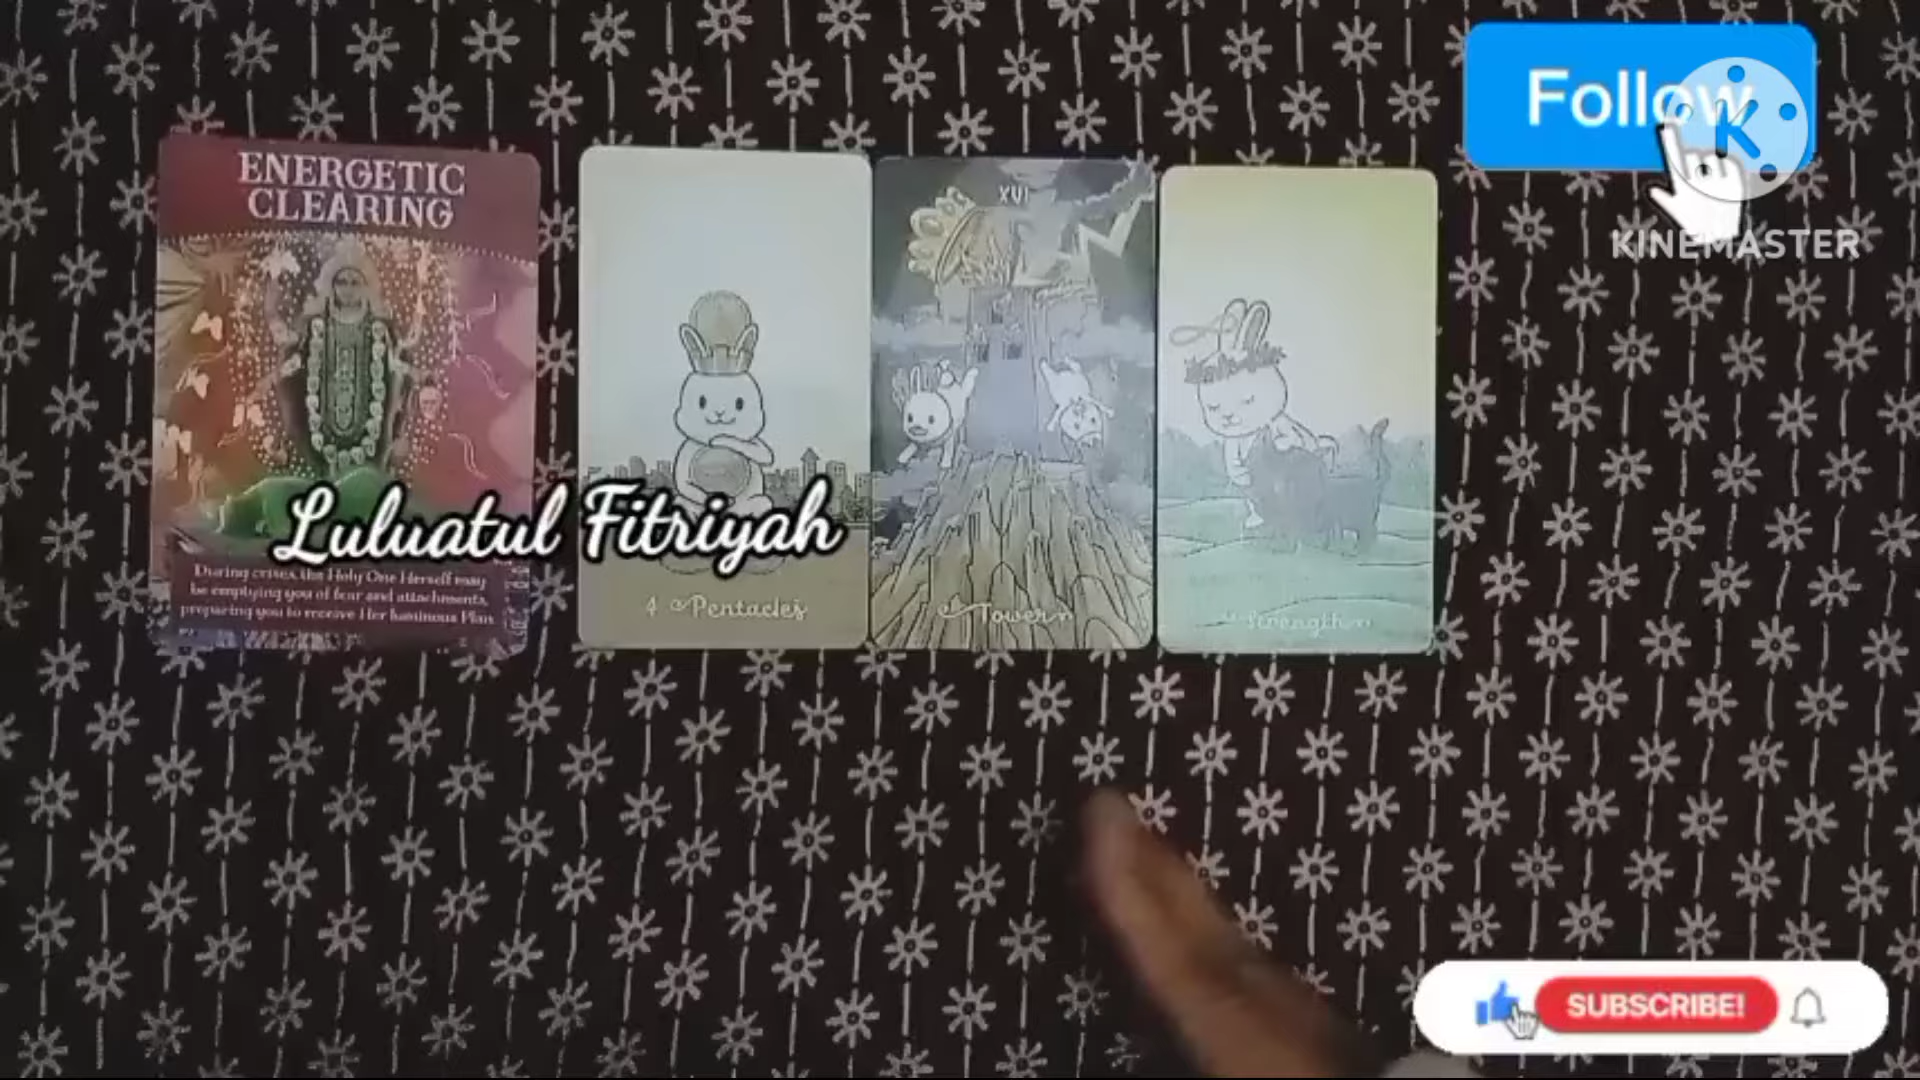 ENERGETIC
CLEARING
During crises, the Holy One Herself may
be emptying you of fear and attachments,
preparing you to receive Her luminous Plan.
4 Pentacles
XVI
Tower
Strength
Luluatul Fitriyah
Follow
K
KINEMASTER
SUBSCRIBE!